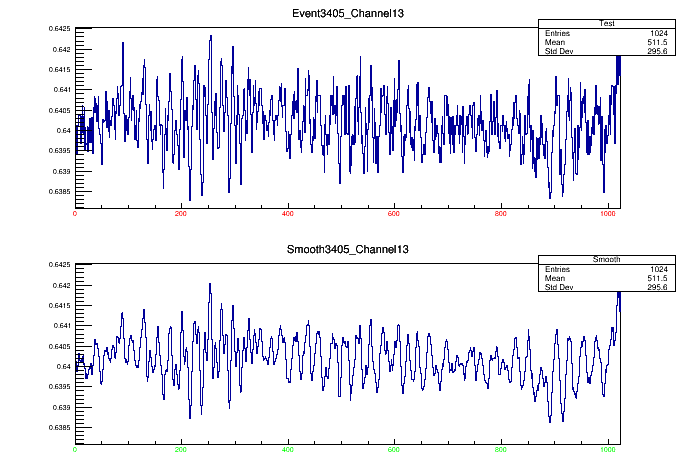 Event3405_Channel13
Test
Entries 1024
Mean 511.5
Std Dev 295.6
0.6425
0.642
0.6415
0.641
0.6405
0.64
0.6395
0.639
0.6385
0 200 400 600 800 1000
Smooth3405_Channel13
Smooth
Entries 1024
Mean 511.5
Std Dev 295.6
0.6425
0.642
0.6415
0.641
0.6405
0.64
0.6395
0.639
0.6385
0 200 400 600 800 1000